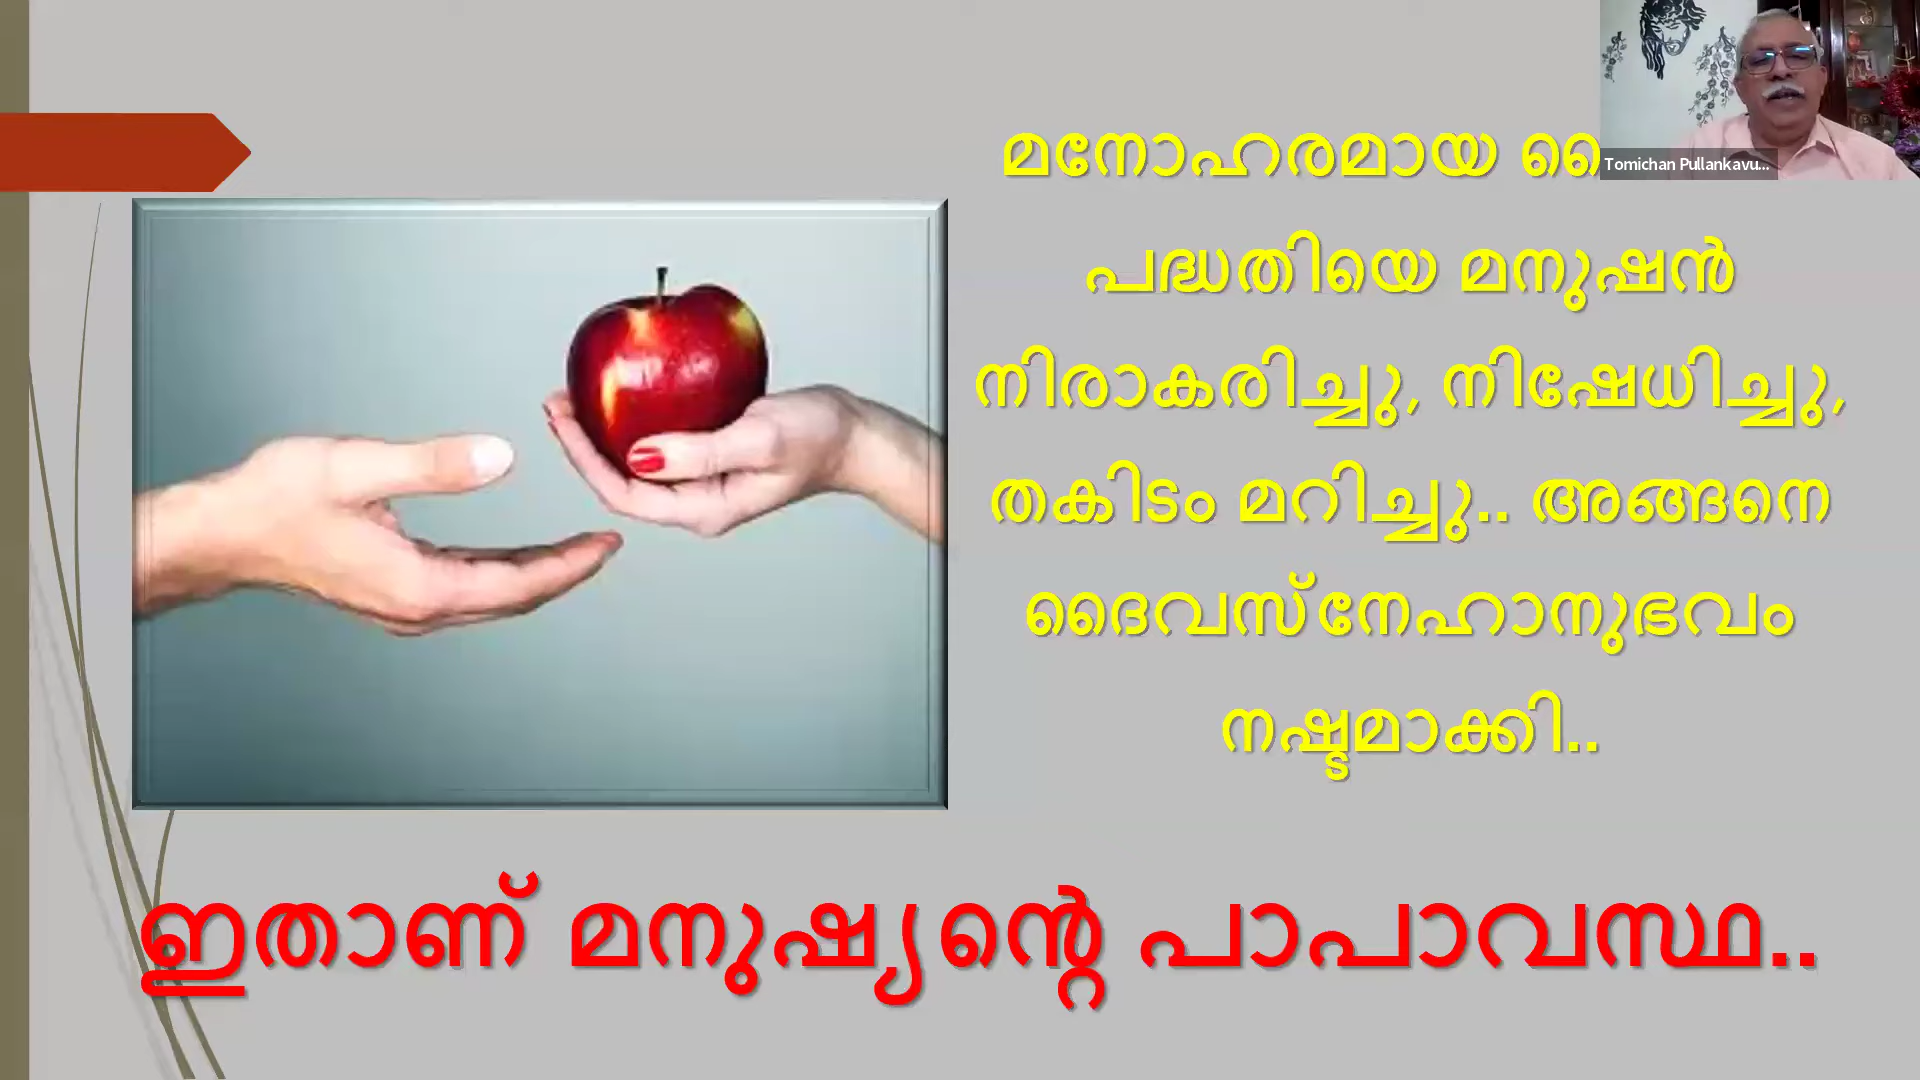 മനോഹരമായ
Tomichan Pullankavu...
പദ്ധതിയെ മനുഷൻ
നിരാകരിച്ചു, നിഷേധിച്ചു,
തകിടം മറിച്ചു.. അങ്ങനെ
ദൈവസ്നേഹാനുഭവം
നഷ്ടമാക്കി..
ഇതാണ് മനുഷ്യന്റെ പാപാവസ്ഥ..